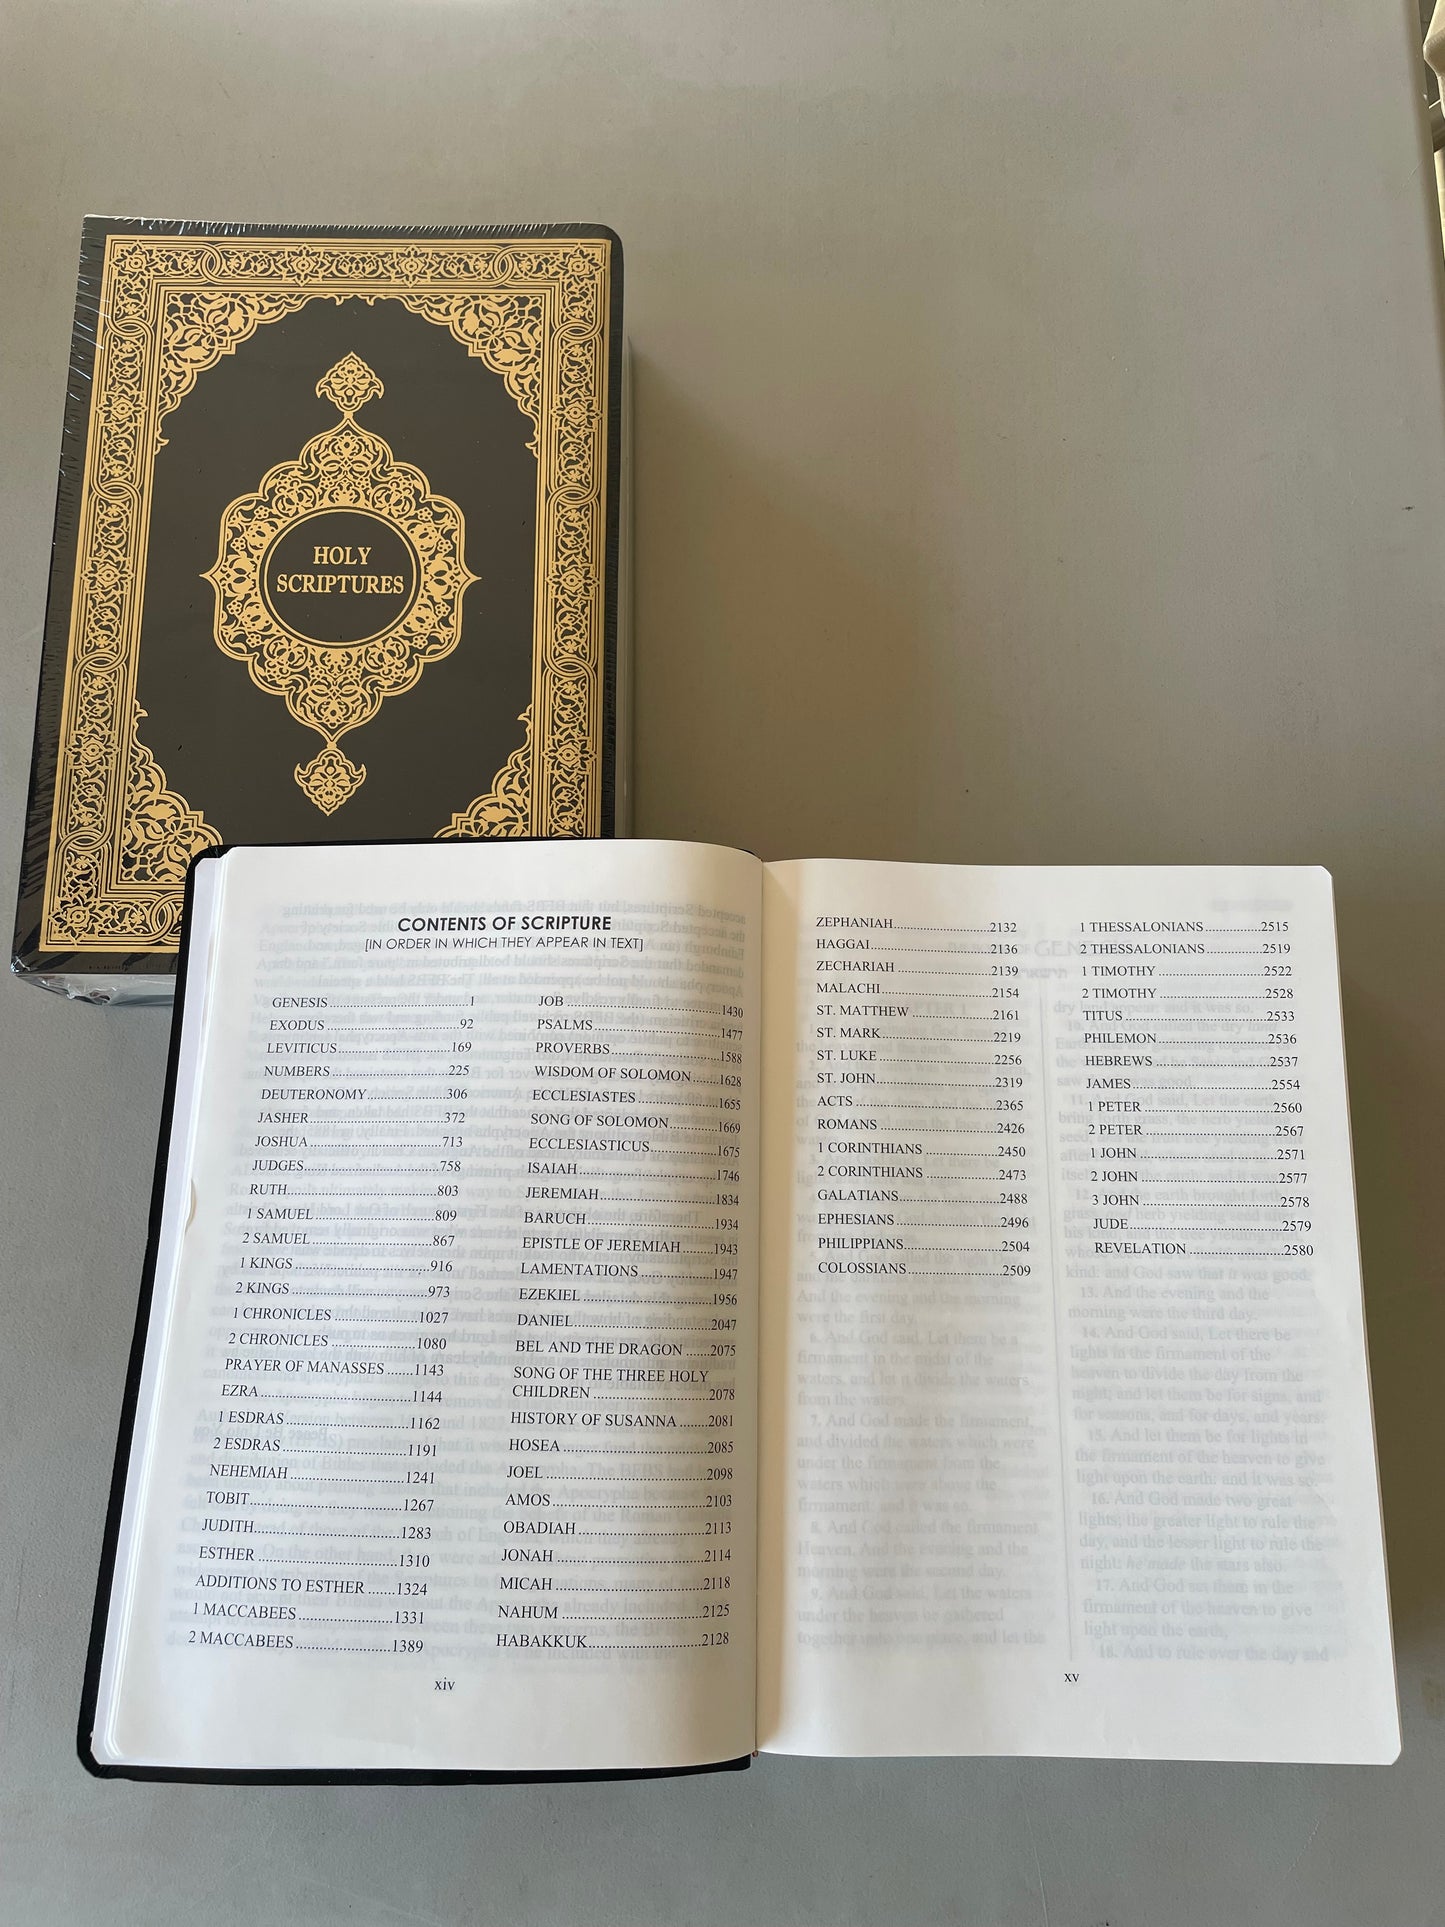 HOLY
SCRIPTURES
CONTENTS OF SCRIPTURE
[IN ORDER IN WHICH THEY APPEAR IN TEXT]
GENESIS....................................1
EXODUS..................................92
LEVITICUS............................169
NUMBERS............................225
DEUTERONOMY....................306
JASHER..................................372
JOSHUA.................................713
JUDGES..................................758
RUTH.....................................803
1 SAMUEL.............................809
2 SAMUEL.............................867
1 KINGS.................................916
2 KINGS.................................973
1 CHRONICLES...................1027
2 CHRONICLES...................1080
PRAYER OF MANASSES.......1143
EZRA....................................1144
1 ESDRAS............................1162
2 ESDRAS............................1191
NEHEMIAH...........................1241
TOBIT...................................1267
JUDITH.................................1283
ESTHER................................1310
ADDITIONS TO ESTHER.......1324
1 MACCABEES.....................1331
2 MACCABEES.....................1389
JOB.......................................1430
PSALMS................................1477
PROVERBS...........................1588
WISDOM OF SOLOMON........1628
ECCLESIASTES....................1655
SONG OF SOLOMON............1669
ECCLESIASTICUS.................1675
ISAIAH..................................1746
JEREMIAH............................1834
BARUCH...............................1934
EPISTLE OF JEREMIAH.........1943
LAMENTATIONS...................1947
EZEKIEL...............................1956
DANIEL.................................2047
BEL AND THE DRAGON.......2075
SONG OF THE THREE HOLY
CHILDREN............................2078
HISTORY OF SUSANNA........2081
HOSEA..................................2085
JOEL.....................................2098
AMOS....................................2103
OBADIAH..............................2113
JONAH..................................2114
MICAH..................................2118
NAHUM................................2125
HABAKKUK..........................2128
xiv
ZEPHANIAH.........................2132
HAGGAI................................2136
ZECHARIAH.........................2139
MALACHI.............................2154
ST. MATTHEW.....................2161
ST. MARK............................2219
ST. LUKE.............................2256
ST. JOHN..............................2319
ACTS....................................2365
ROMANS..............................2426
1 CORINTHIANS..................2450
2 CORINTHIANS..................2473
GALATIANS.........................2488
EPHESIANS..........................2496
PHILIPPIANS........................2504
COLOSSIANS.......................2509
1 THESSALONIANS.............2515
2 THESSALONIANS.............2519
1 TIMOTHY..........................2522
2 TIMOTHY..........................2528
TITUS...................................2533
PHILEMON...........................2536
HEBREWS............................2537
JAMES..................................2554
1 PETER................................2560
2 PETER................................2567
1 JOHN..................................2571
2 JOHN..................................2577
3 JOHN..................................2578
JUDE.....................................2579
REVELATION.......................2580
xv